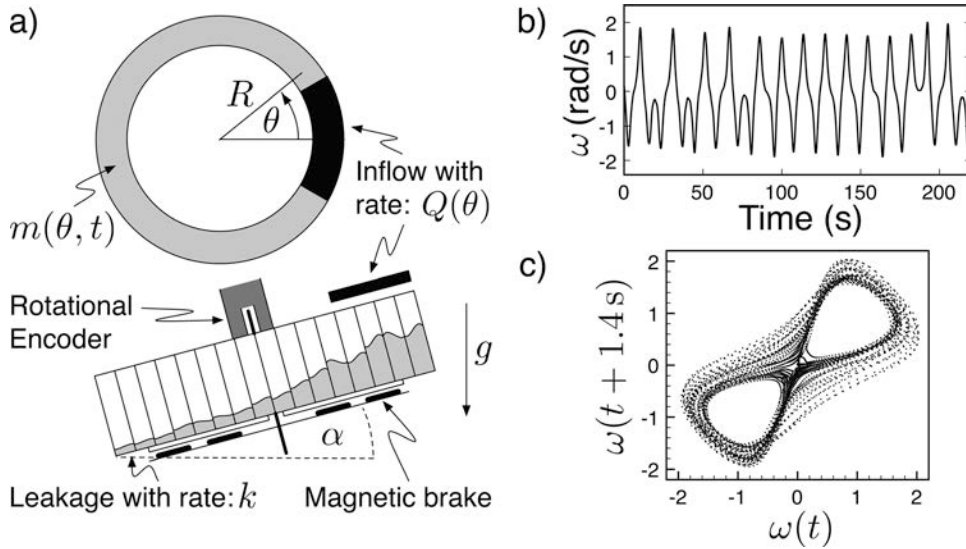 a)
R
θ
Inflow with
rate: Q(θ)
m(θ, t)
Rotational
Encoder
g
α
Leakage with rate: k
Magnetic brake
b)
2
1
0
-1
-2
ω (rad/s)
0 50 100 150 200
Time (s)
c)
2
1
0
-1
-2
ω(t + 1.4 s)
-2 -1 0 1 2
ω(t)